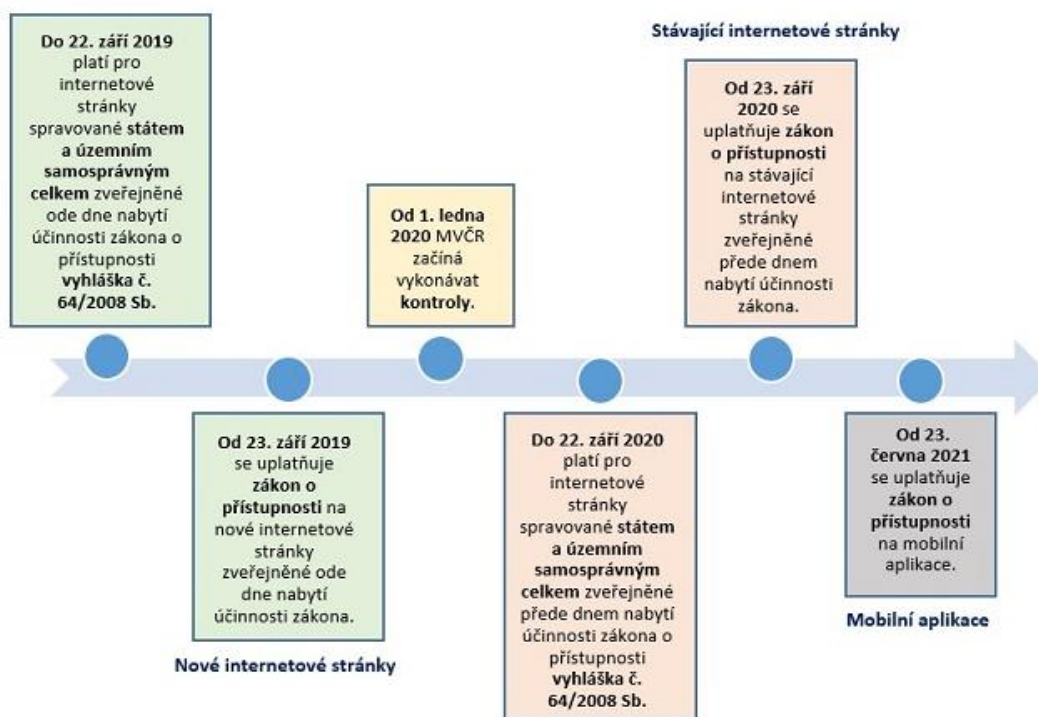 Do 22. září 2019
platí pro
internetové
stránky
spravované státem
a územním
samosprávným
celkem zveřejněné
ode dne nabytí
účinnosti zákona o
přístupnosti
vyhláška č.
64/2008 Sb.
Od 23. září 2019
se uplatňuje
zákon o
přístupnosti na
nové internetové
stránky
zveřejněné ode
dne nabytí
účinnosti zákona.
Nové internetové stránky
Od 1. ledna
2020 MVČR
začíná
vykonávat
kontroly.
Do 22. září 2020
platí pro
internetové
stránky
spravované státem
a územním
samosprávným
celkem zveřejněné
přede dnem nabytí
účinnosti zákona o
přístupnosti
vyhláška č.
64/2008 Sb.
Stávající internetové stránky
Od 23. září
2020 se
uplatňuje zákon
o přístupnosti
na stávající
internetové
stránky
zveřejněné
přede dnem
nabytí účinnosti
zákona.
Od 23.
června 2021
se uplatňuje
zákon o
přístupnosti
na mobilní
aplikace.
Mobilní aplikace